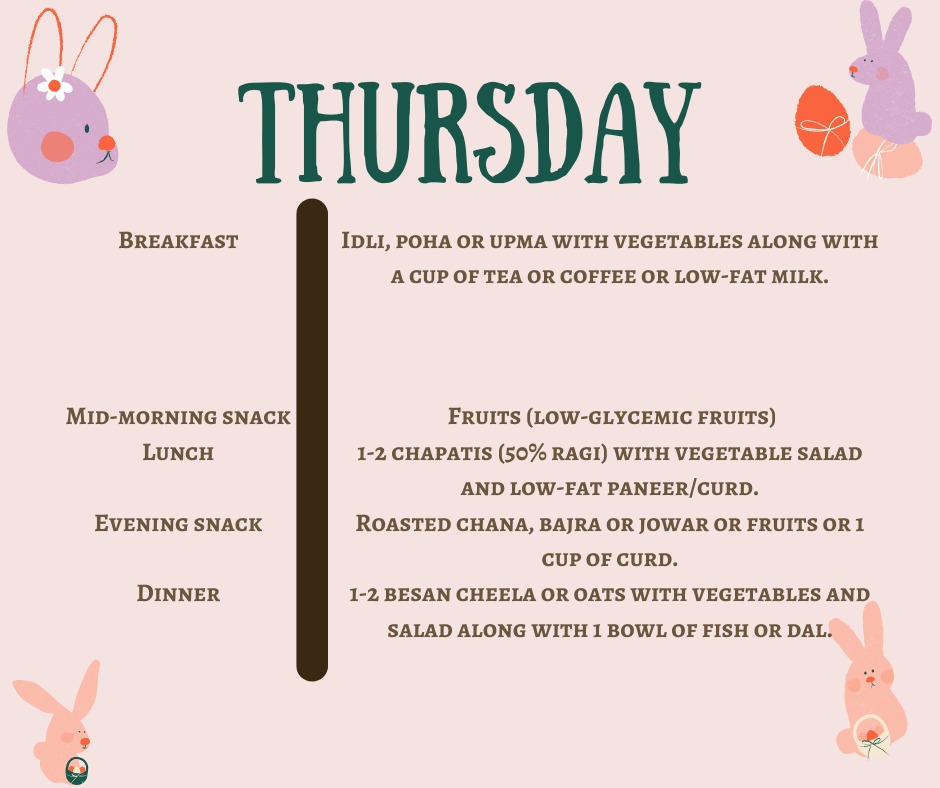 THURSDAY
Breakfast
Idli, poha or upma with vegetables along with
a cup of tea or coffee or low-fat milk.
Mid-morning snack
Fruits (low-glycemic fruits)
Lunch
1-2 chapatis (50% ragi) with vegetable salad
and low-fat paneer/curd.
Evening snack
Roasted chana, bajra or jowar or fruits or 1
cup of curd.
Dinner
1-2 besan cheela or oats with vegetables and
salad along with 1 bowl of fish or dal.